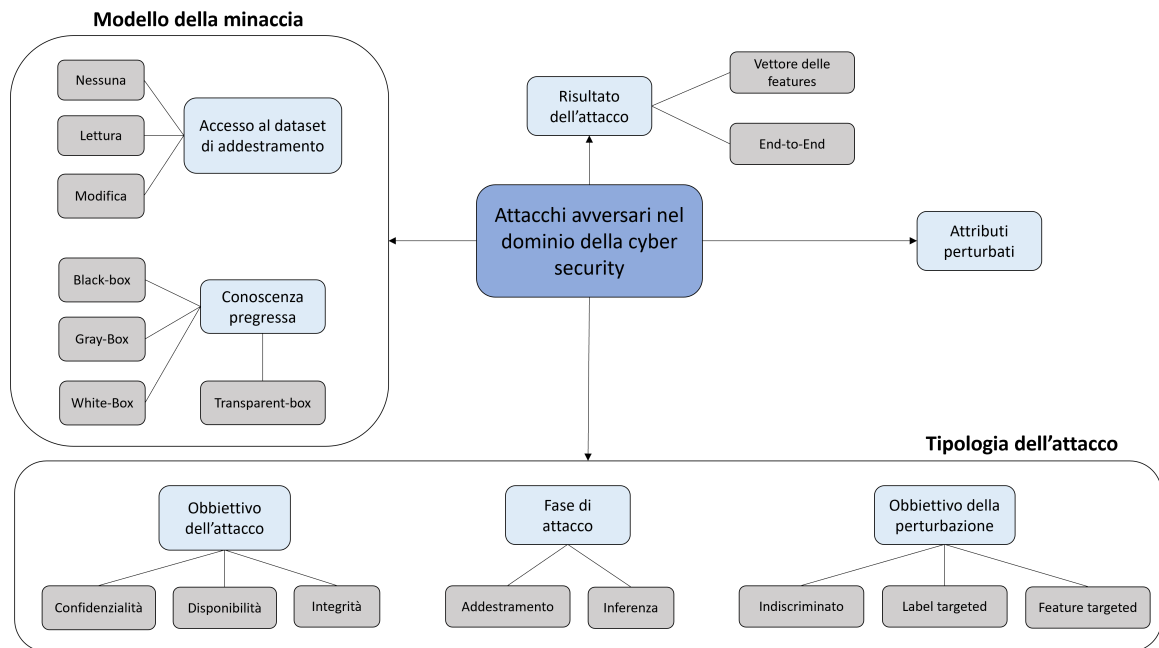 Modello della minaccia
Nessuna
Lettura
Modifica
Accesso al dataset
di addestramento
Black-box
Gray-Box
White-Box
Conoscenza
pregressa
Transparent-box
Risultato
dell'attacco
Vettore delle
features
End-to-End
Attacchi avversari nel
dominio della cyber
security
Attributi
perturbati
Tipologia dell'attacco
Obbiettivo
dell'attacco
Confidenzialità
Disponibilità
Integrità
Fase di
attacco
Addestramento
Inferenza
Obbiettivo della
perturbazione
Indiscriminato
Label targeted
Feature targeted